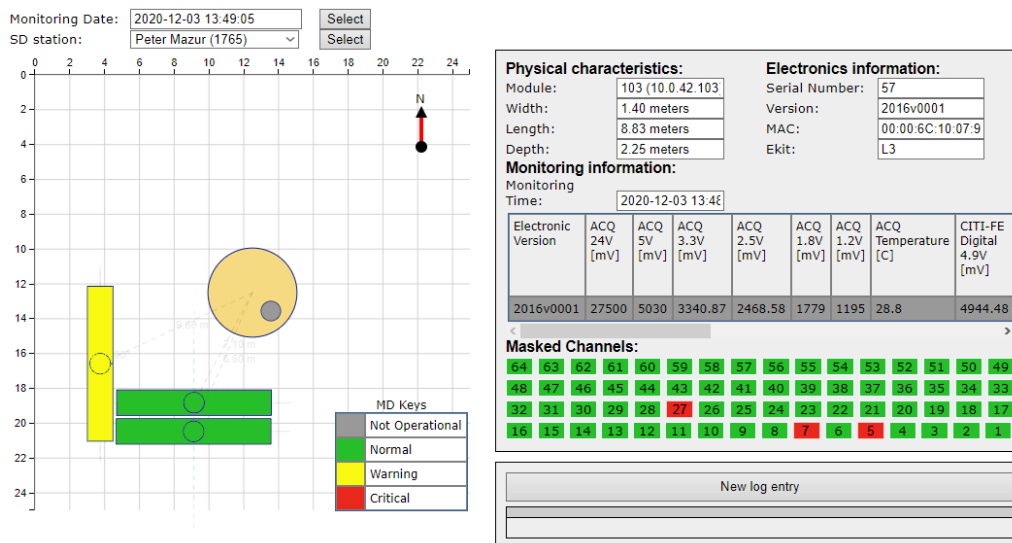 Monitoring Date: 2020-12-03 13:49:05 Select
SD station: Peter Mazur (1765) Select
0 2 4 6 8 10 12 14 16 18 20 22 24
0
2
4
6
8
10
12
14
16
18
20
22
24
N
MD Keys
Not Operational
Normal
Warning
Critical
Physical characteristics:
Module: 103 (10.0.42.103
Width: 1.40 meters
Length: 8.83 meters
Depth: 2.25 meters
Electronics information:
Serial Number: 57
Version: 2016v0001
MAC: 00:00:6C:10:07:9
Ekit: L3
Monitoring information:
Monitoring
Time: 2020-12-03 13:48
Electronic Version ACQ 24V [mV] ACQ 5V [mV] ACQ 3.3V [mV] ACQ 2.5V [mV] ACQ 1.8V [mV] ACQ 1.2V [mV] ACQ Temperature [C] CITI-FE Digital 4.9V [mV]
2016v0001 27500 5030 3340.87 2468.58 1779 1195 28.8 4944.48
Masked Channels:
64 63 62 61 60 59 58 57 56 55 54 53 52 51 50 49
48 47 46 45 44 43 42 41 40 39 38 37 36 35 34 33
32 31 30 29 28 27 26 25 24 23 22 21 20 19 18 17
16 15 14 13 12 11 10 9 8 7 6 5 4 3 2 1
New log entry